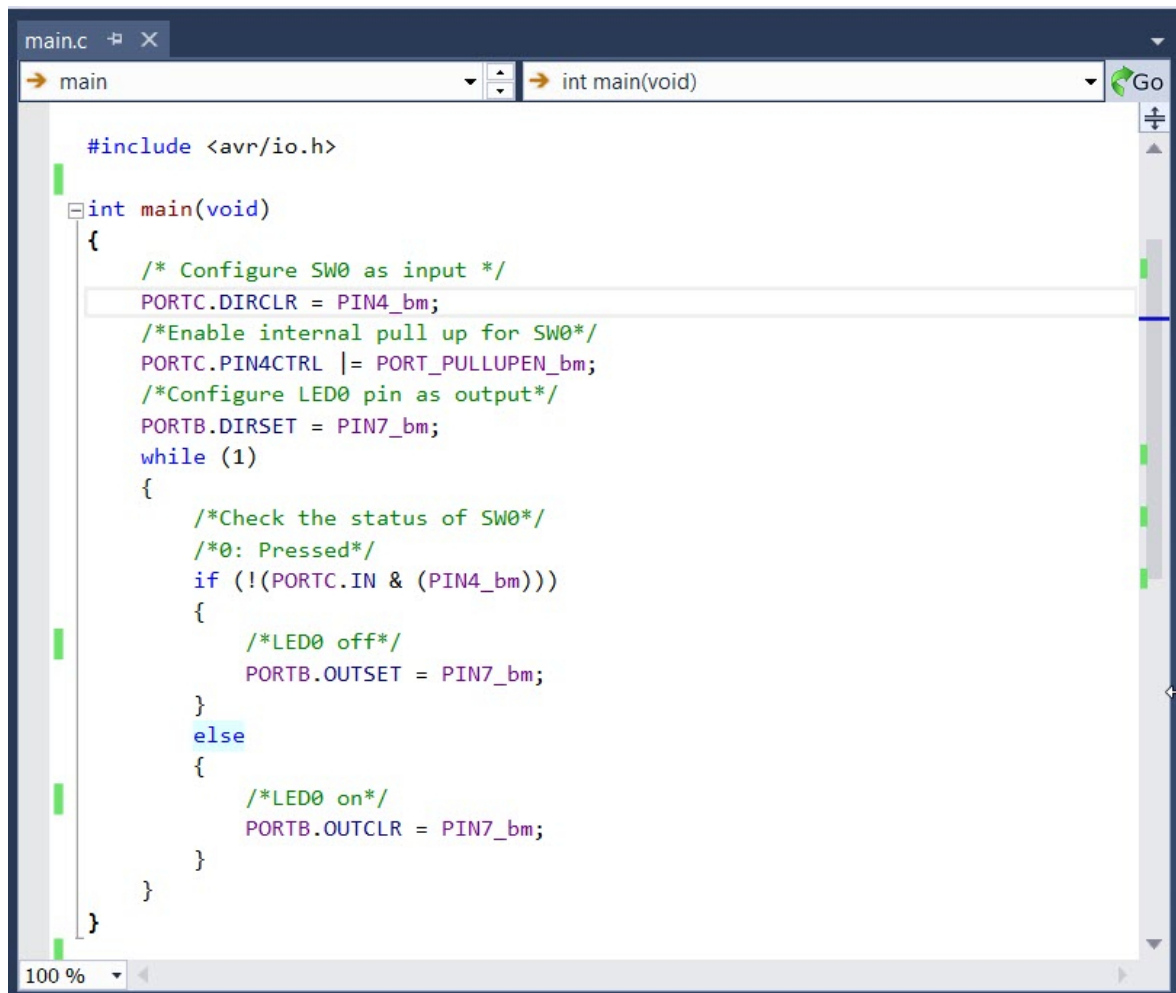 main.c
main int main(void) Go
#include <avr/io.h>
int main(void)
{
/* Configure SW0 as input */
PORTC.DIRCLR = PIN4_bm;
/*Enable internal pull up for SW0*/
PORTC.PIN4CTRL |= PORT_PULLUPEN_bm;
/*Configure LED0 pin as output*/
PORTB.DIRSET = PIN7_bm;
while (1)
{
/*Check the status of SW0*/
/*0: Pressed*/
if (!(PORTC.IN & (PIN4_bm)))
{
/*LED0 off*/
PORTB.OUTSET = PIN7_bm;
}
else
{
/*LED0 on*/
PORTB.OUTCLR = PIN7_bm;
}
}
}
100 %